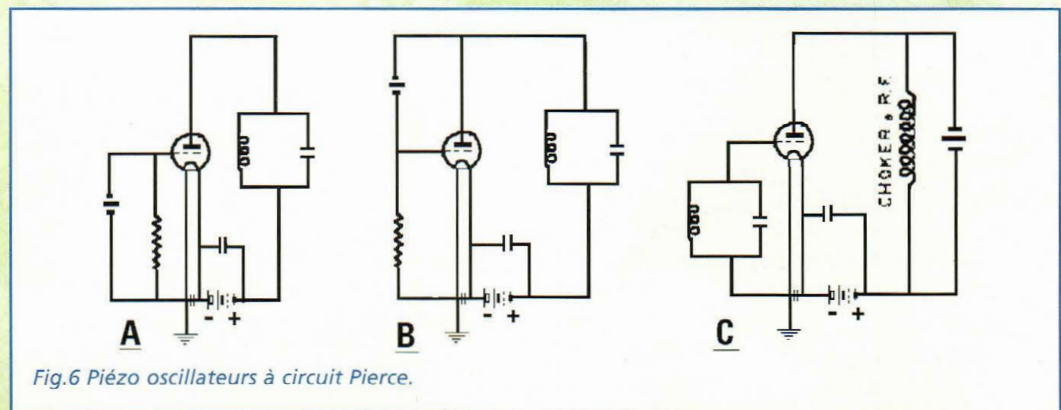 CHOKER, R.F.
- +
A
- +
B
- +
C
Fig.6 Piézo oscillateurs à circuit Pierce.